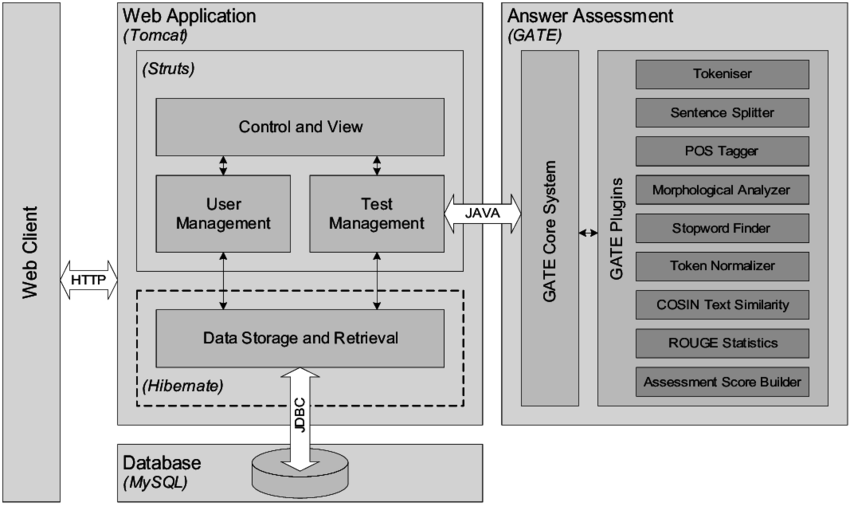 Web Client
HTTP
Web Application
(Tomcat)
(Struts)
Control and View
User
Management
Test
Management
Data Storage and Retrieval
(Hibernate)
JDBC
Database
(MySQL)
JAVA
Answer Assessment
(GATE)
GATE Core System
GATE Plugins
Tokeniser
Sentence Splitter
POS Tagger
Morphological Analyzer
Stopword Finder
Token Normalizer
COSIN Text Similarity
ROUGE Statistics
Assessment Score Builder